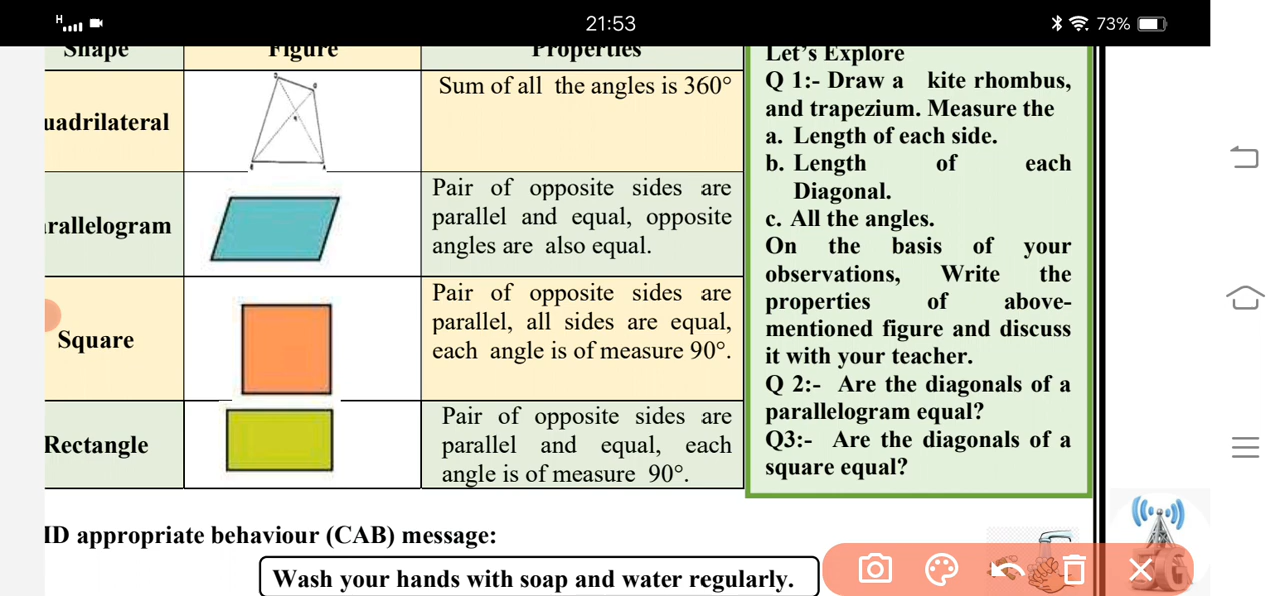 H
21:53
73%
Shape
Figure
Properties
uadrilateral
Sum of all the angles is 360°
rallelogram
Pair of opposite sides are
parallel and equal, opposite
angles are also equal.
Square
Pair of opposite sides are
parallel, all sides are equal,
each angle is of measure 90°.
Rectangle
Pair of opposite sides are
parallel and equal, each
angle is of measure 90°.
Let's Explore
Q 1:- Draw a kite rhombus,
and trapezium. Measure the
a. Length of each side.
b. Length of each
Diagonal.
c. All the angles.
On the basis of your
observations, Write the
properties of above-
mentioned figure and discuss
it with your teacher.
Q 2:- Are the diagonals of a
parallelogram equal?
Q3:- Are the diagonals of a
square equal?
ID appropriate behaviour (CAB) message:
Wash your hands with soap and water regularly.